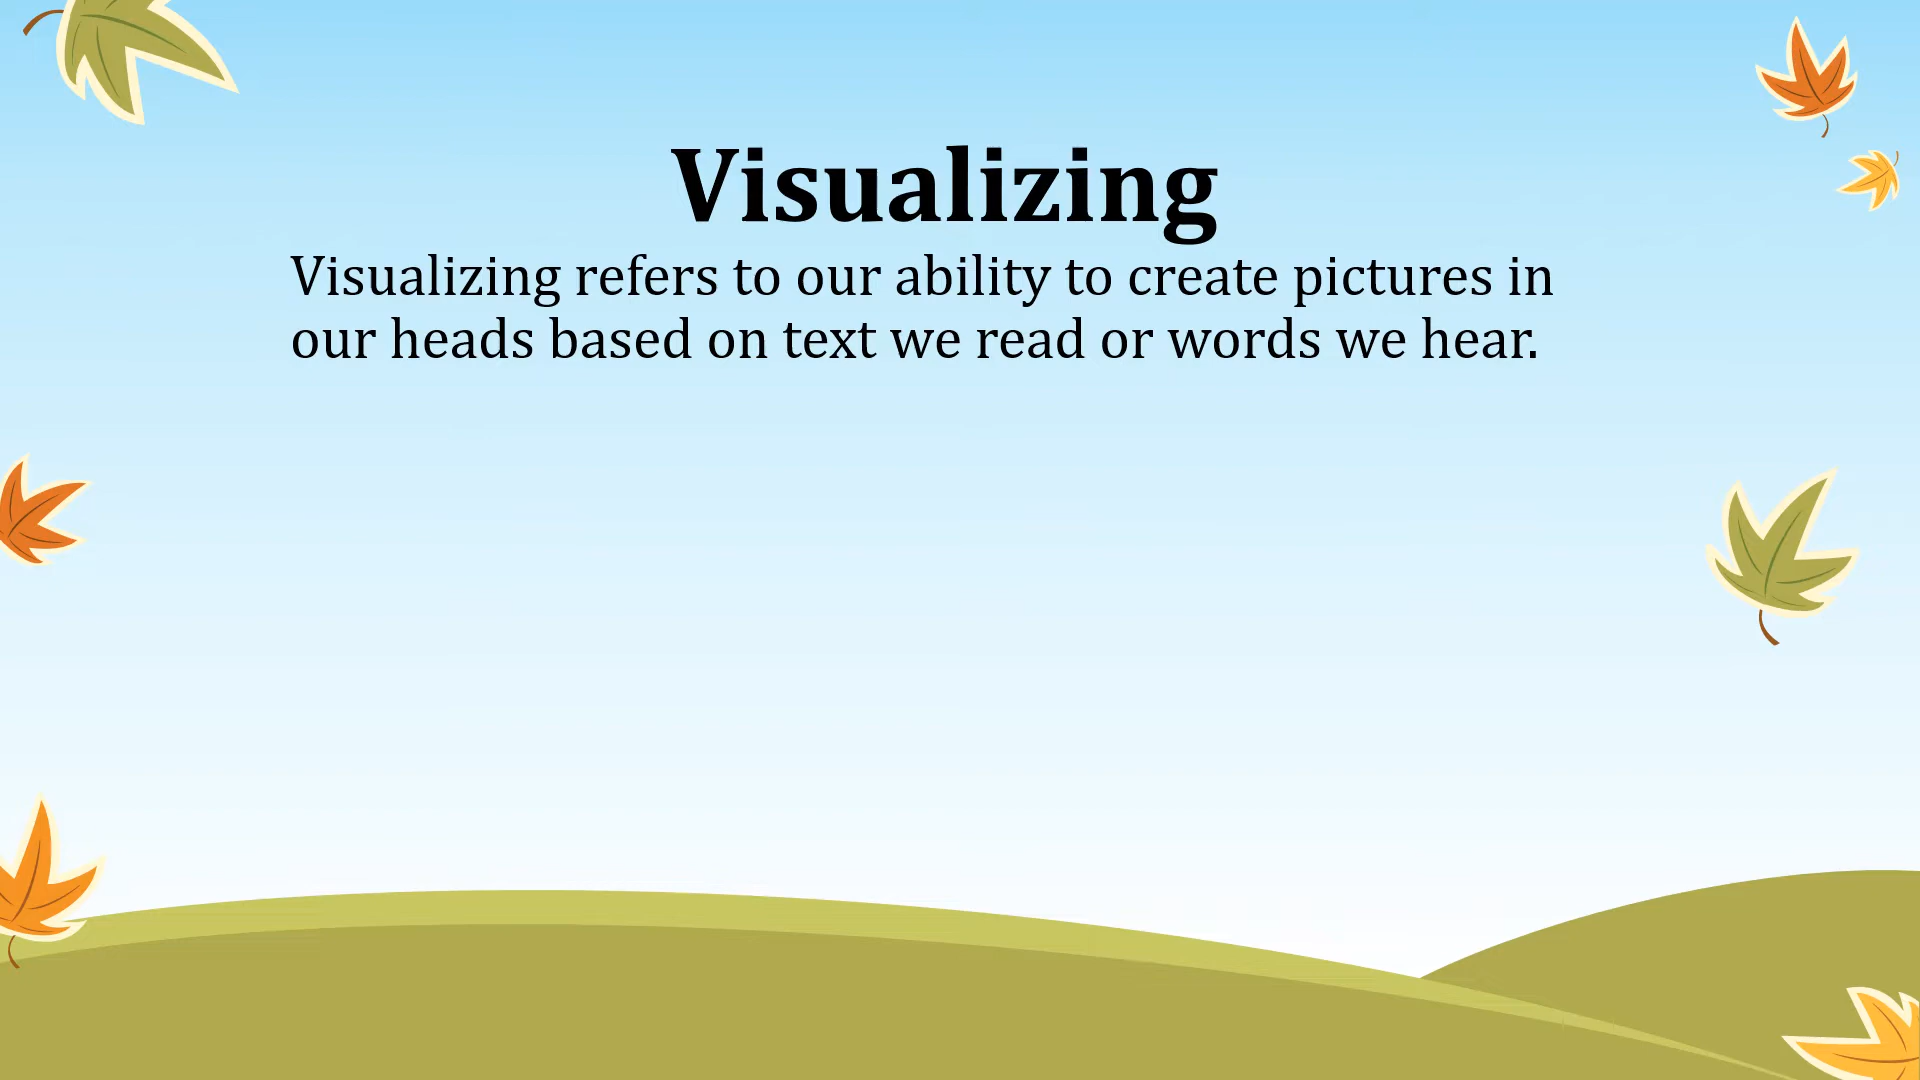 Visualizing
Visualizing refers to our ability to create pictures in
our heads based on text we read or words we hear.